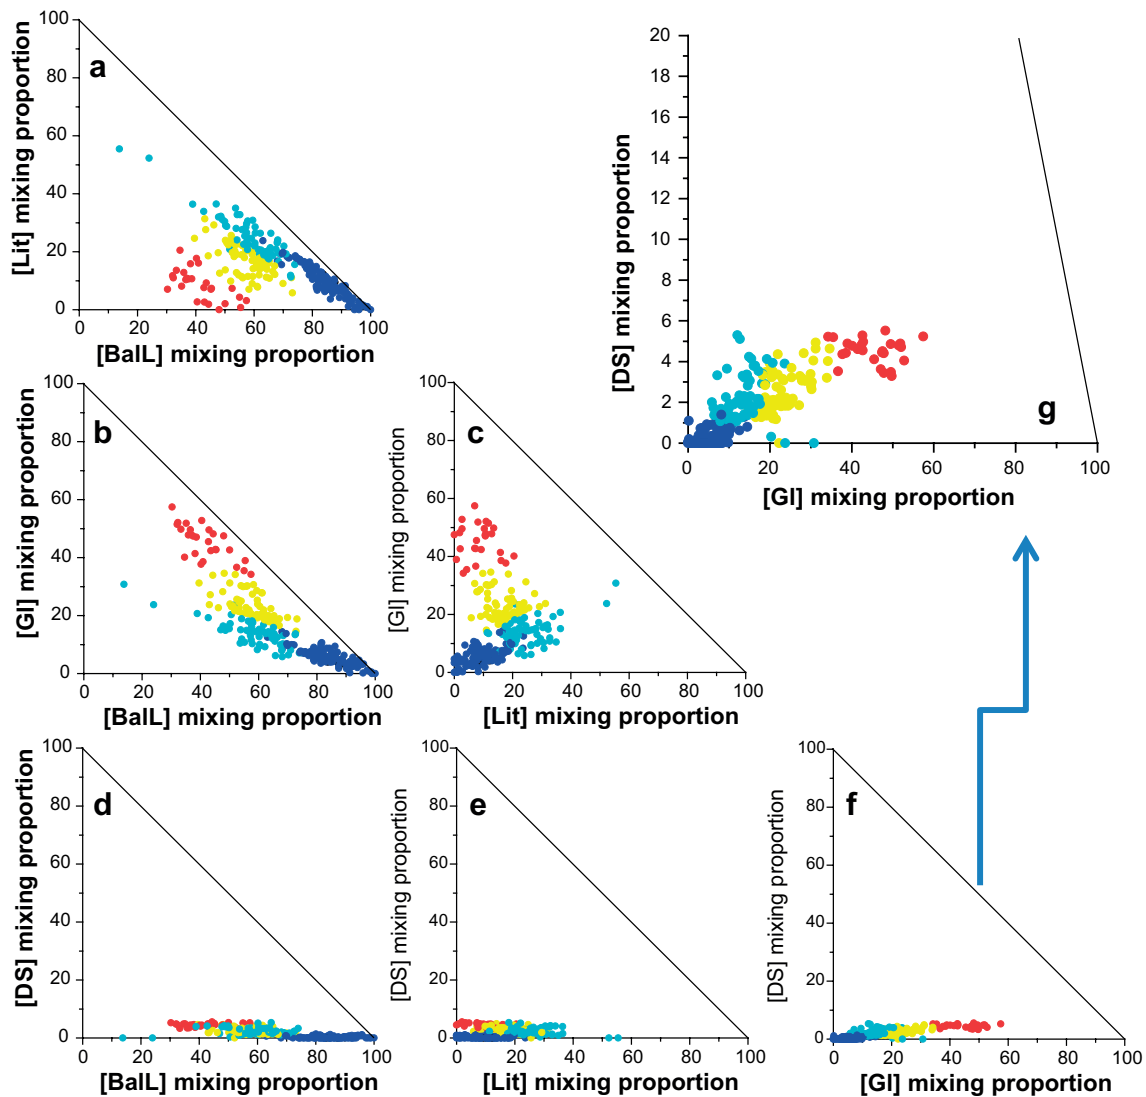 a
[Lit] mixing proportion
100
80
60
40
20
0
0 20 40 60 80 100
[BalL] mixing proportion
g
[DS] mixing proportion
20
18
16
14
12
10
8
6
4
2
0
0 20 40 60 80 100
[Gl] mixing proportion
b
[Gl] mixing proportion
100
80
60
40
20
0
0 20 40 60 80 100
[BalL] mixing proportion
c
[Gl] mixing proportion
100
80
60
40
20
0
0 20 40 60 80 100
[Lit] mixing proportion
d
[DS] mixing proportion
100
80
60
40
20
0
0 20 40 60 80 100
[BalL] mixing proportion
e
[DS] mixing proportion
100
80
60
40
20
0
0 20 40 60 80 100
[Lit] mixing proportion
f
[DS] mixing proportion
100
80
60
40
20
0
0 20 40 60 80 100
[Gl] mixing proportion